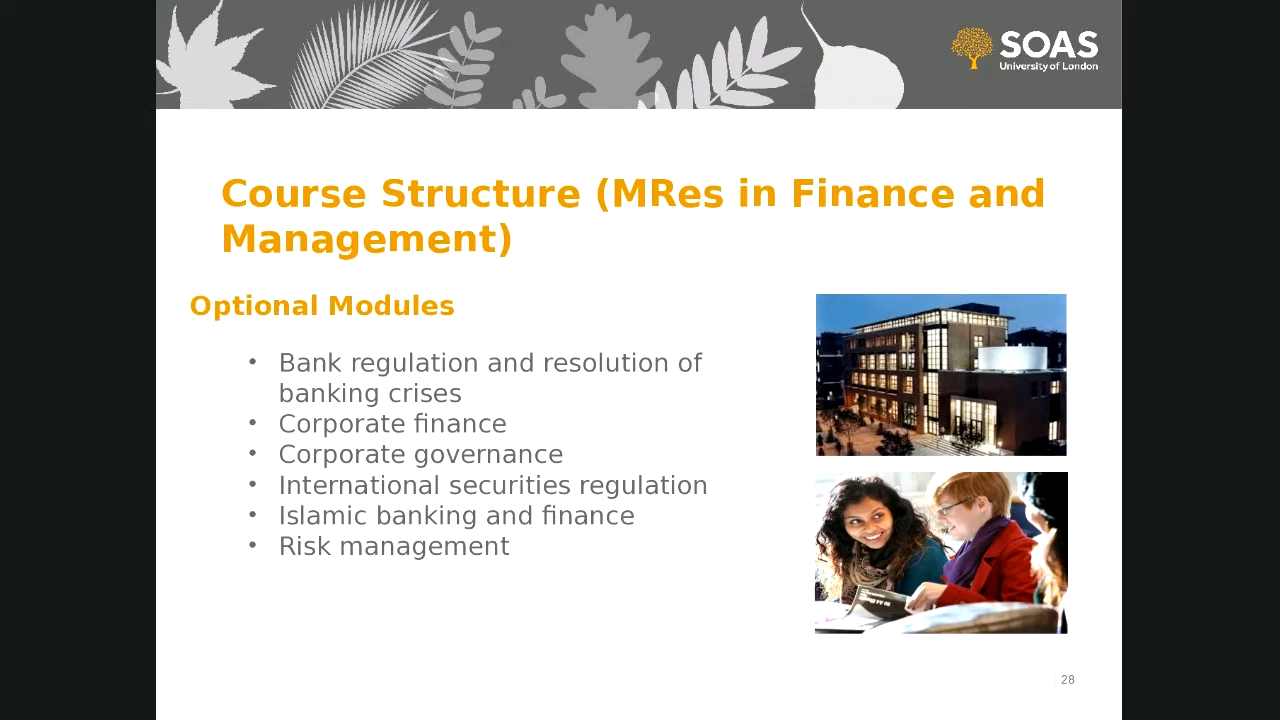 SOAS
University of London
Course Structure (MRes in Finance and
Management)
Optional Modules
• Bank regulation and resolution of
banking crises
• Corporate finance
• Corporate governance
• International securities regulation
• Islamic banking and finance
• Risk management
28